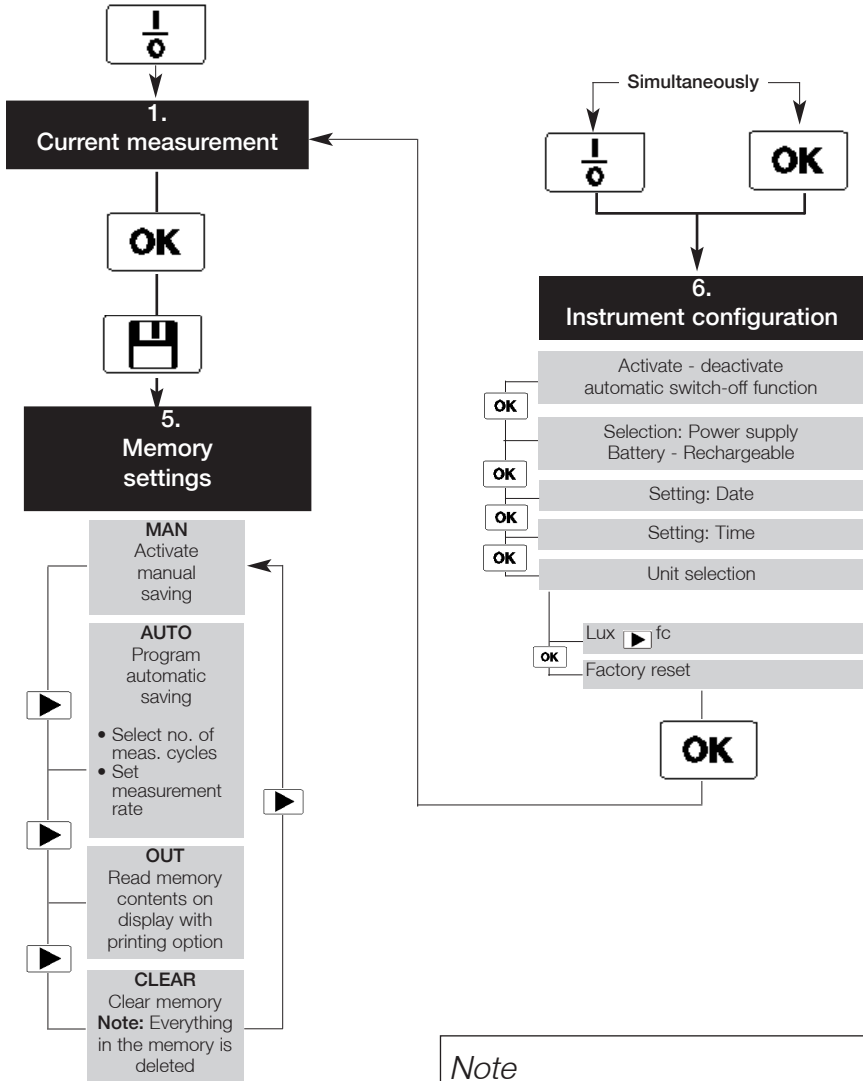 I
0
1.
Current measurement
OK
5.
Memory
settings
MAN
Activate
manual
saving
AUTO
Program
automatic
saving
• Select no. of
meas. cycles
• Set
measurement
rate
OUT
Read memory
contents on
display with
printing option
CLEAR
Clear memory
Note: Everything
in the memory is
deleted
Simultaneously
I
0
OK
6.
Instrument configuration
Activate - deactivate
automatic switch-off function
OK
Selection: Power supply
Battery - Rechargeable
OK
Setting: Date
OK
Setting: Time
OK
Unit selection
Lux fc
OK
Factory reset
OK
Note